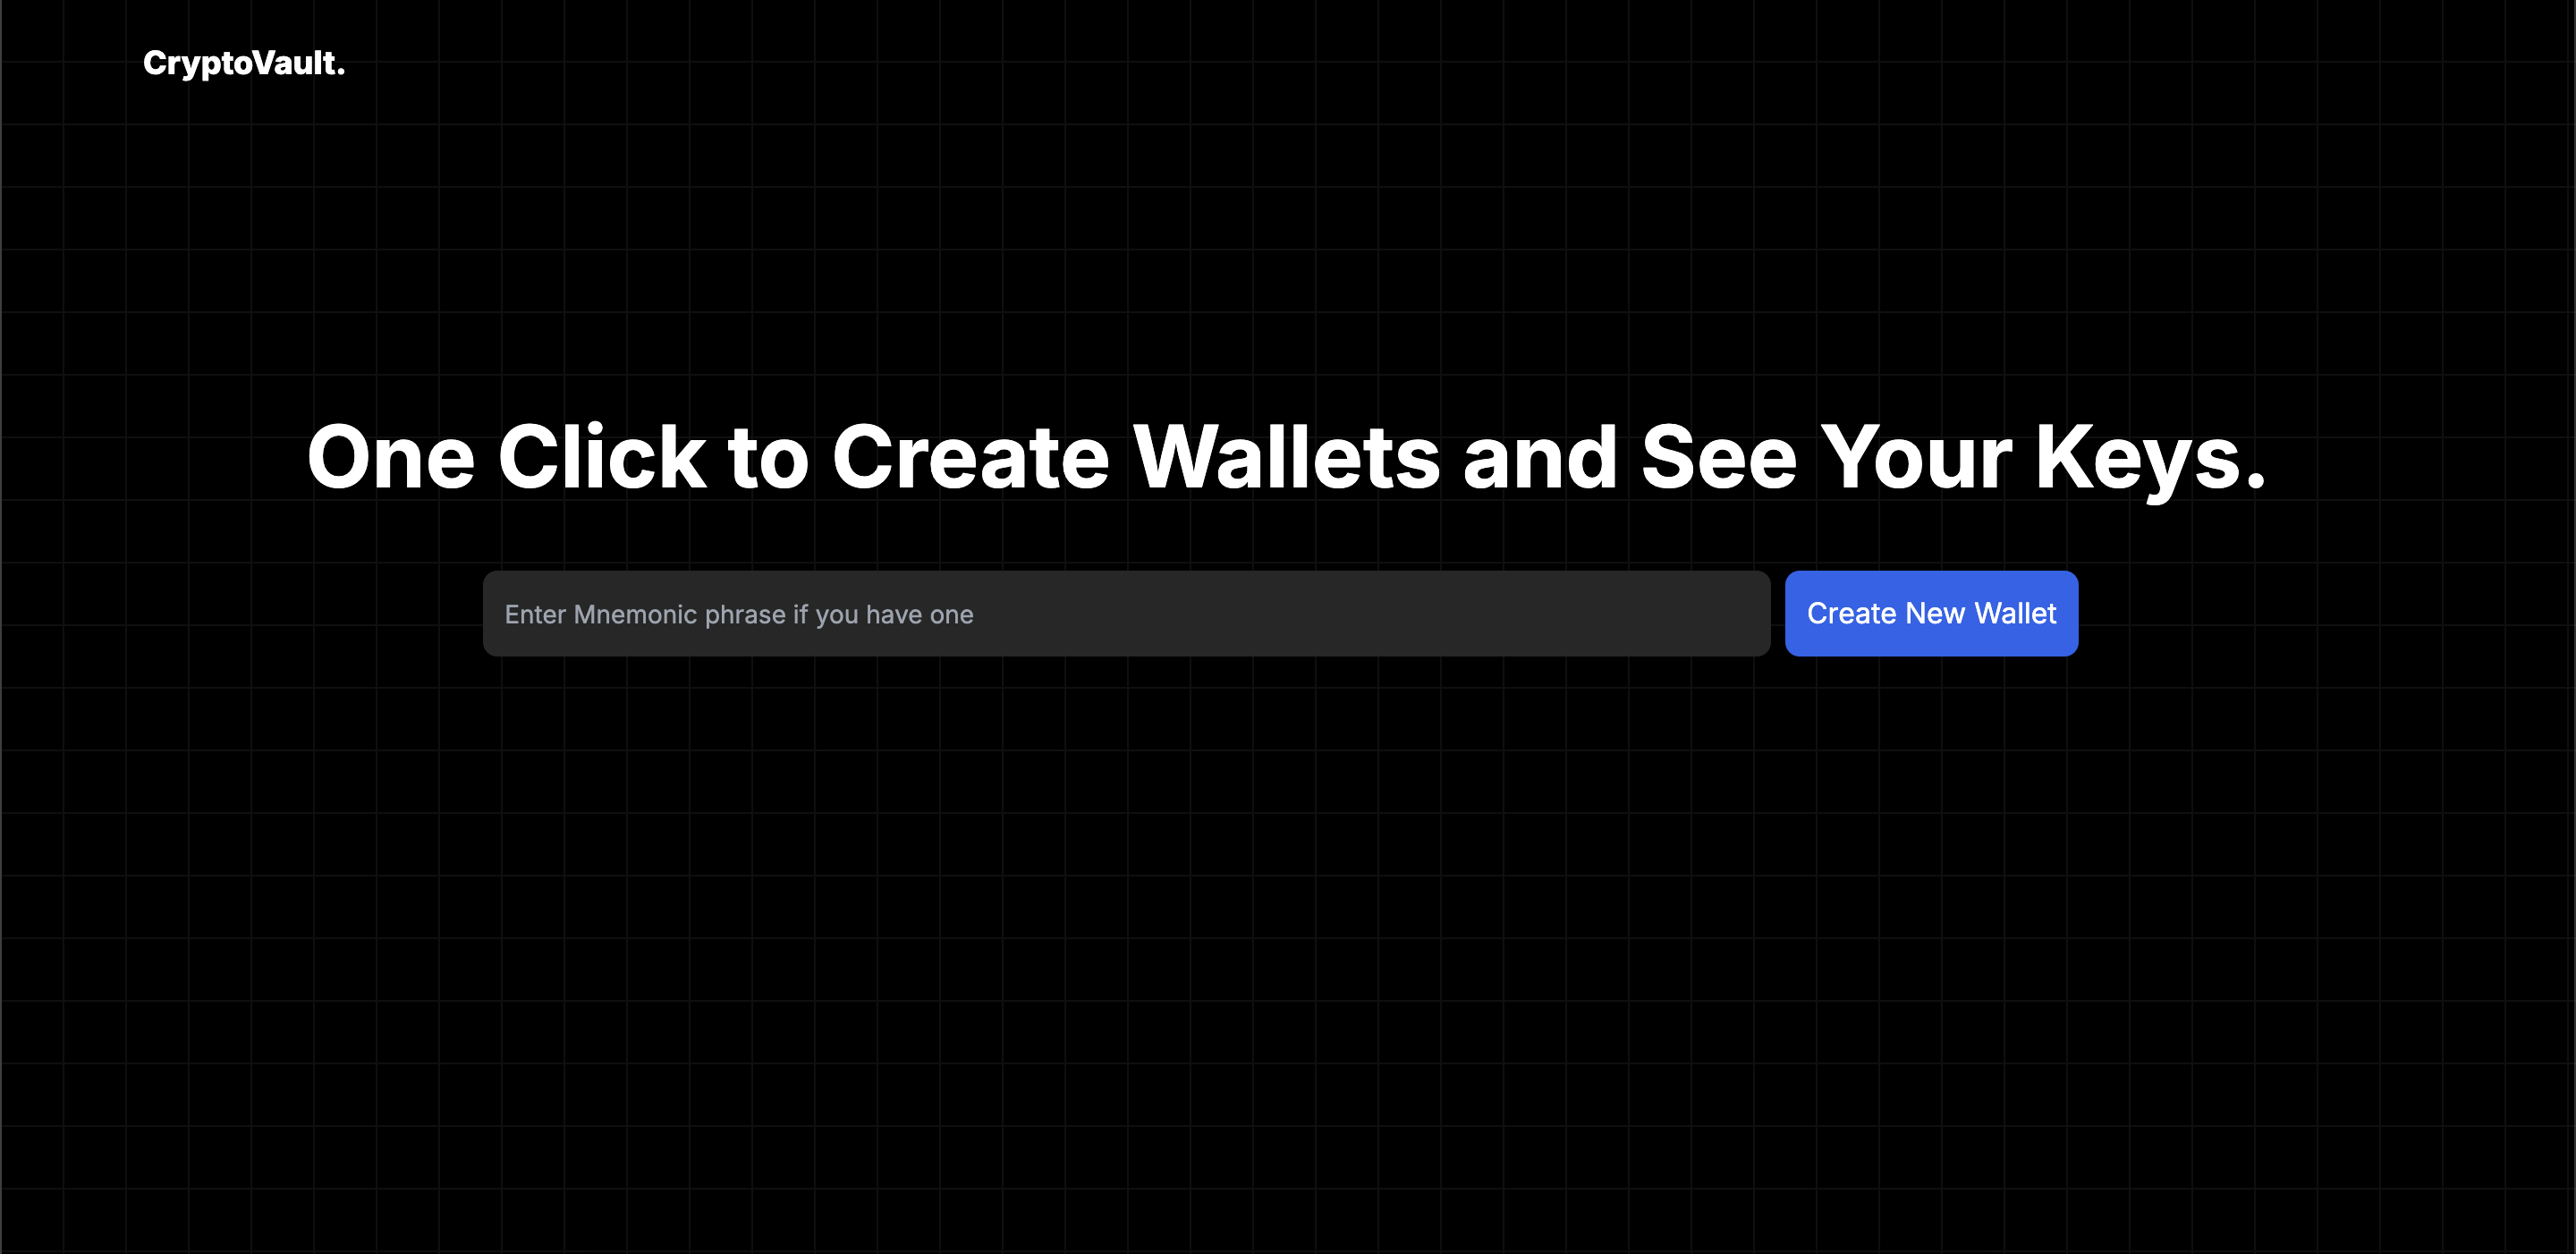 CryptoVault.
One Click to Create Wallets and See Your Keys.
Enter Mnemonic phrase if you have one
Create New Wallet